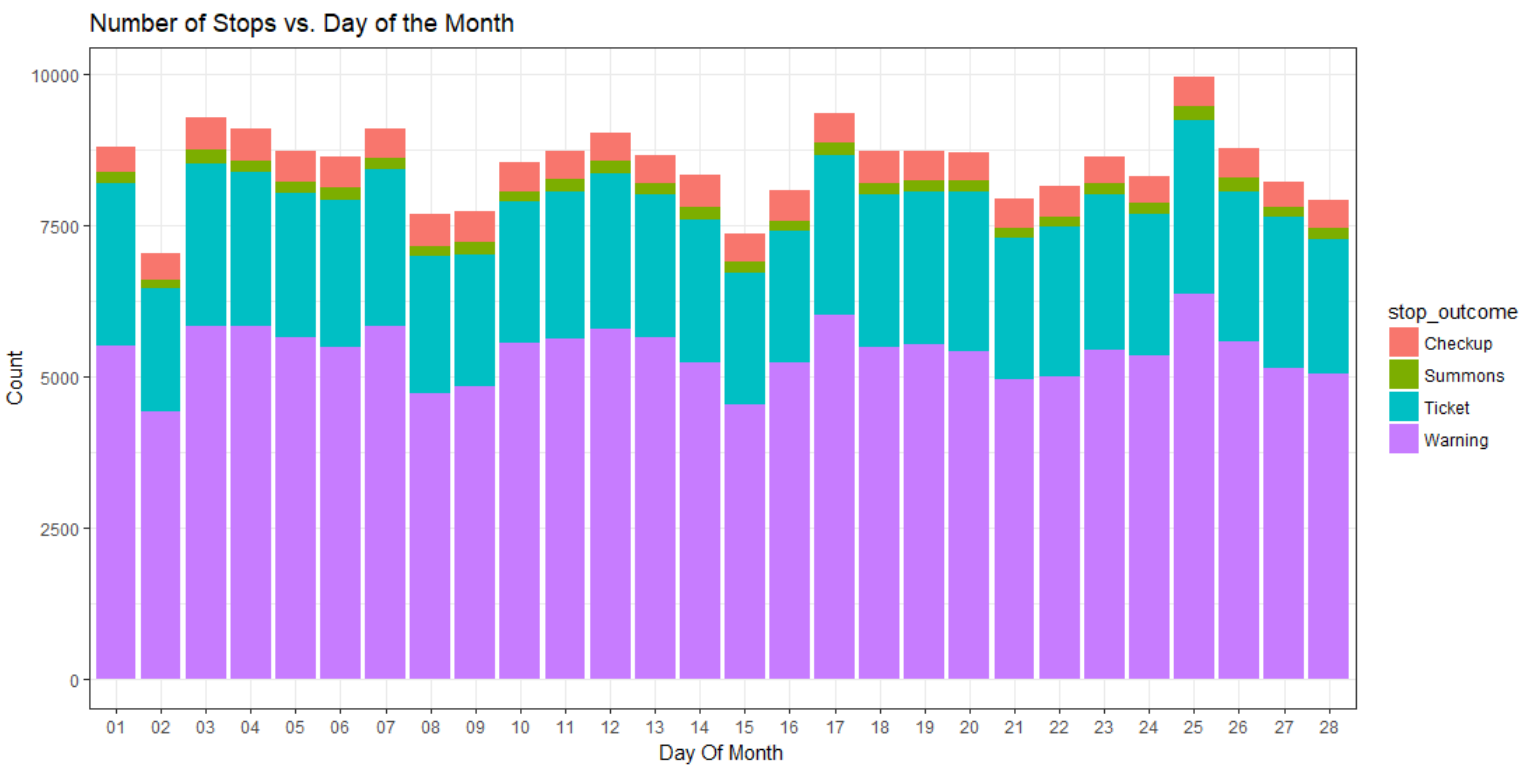 Number of Stops vs. Day of the Month
10000
7500
5000
2500
0
Count
01 02 03 04 05 06 07 08 09 10 11 12 13 14 15 16 17 18 19 20 21 22 23 24 25 26 27 28
Day Of Month
stop_outcome
Checkup
Summons
Ticket
Warning